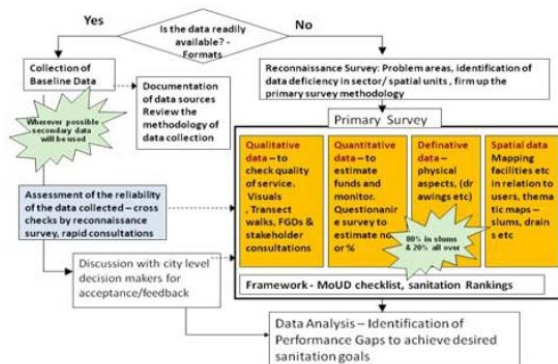 Yes
No
Is the data readily
available? -
Formats
Collection of
Baseline Data
Wherever possible
secondary data
will be used
Documentation
of data sources
Review the
methodology of
data collection
Reconnaissance Survey: Problem areas, identification
of data deficiency in sector/ spatial units , firm up the
primary survey methodology
Primary Survey
Qualitative
data – to
check quality
of service.
Visuals
, Transect
walks, FGDs &
stakeholder
consultations
Quantitative
data – to
estimate
funds and
monitor.
Questionanire
survey to
estimate no
or %
Definative
data –
physical
aspects, (dr
awings etc)
80% in slums
& 20% all over
Spatial data
Mapping
facilities etc
in relation to
users, thema
tic maps –
slums, drain
s etc
Framework - MoUD checklist, sanitation Rankings
Assessment of the reliability
of the data collected – cross
checks by reconnaissance
survey, rapid consultations
Discussion with city level
decision makers for
acceptance/feedback
Data Analysis – Identification of
Performance Gaps to achieve desired
sanitation goals